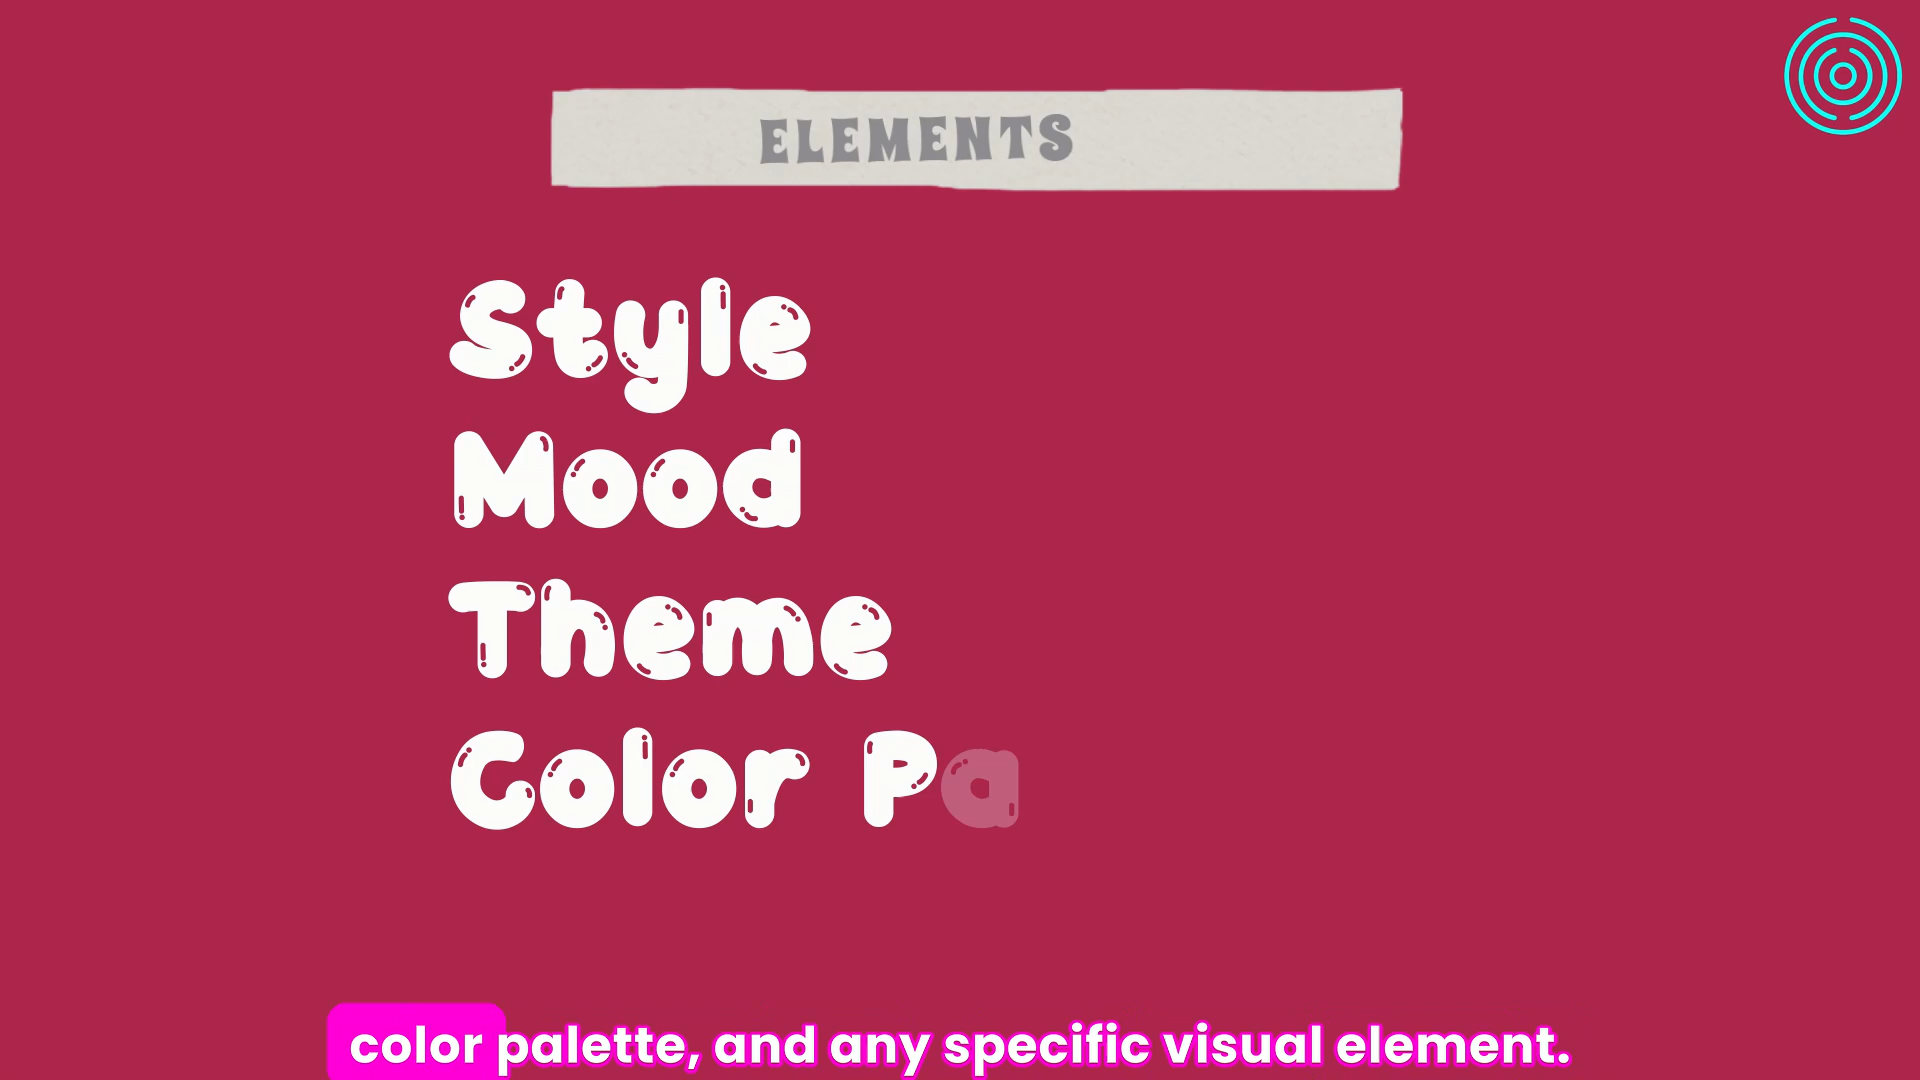 ELEMENTS
Style
Mood
Theme
Color Pa
color palette, and any specific visual element.